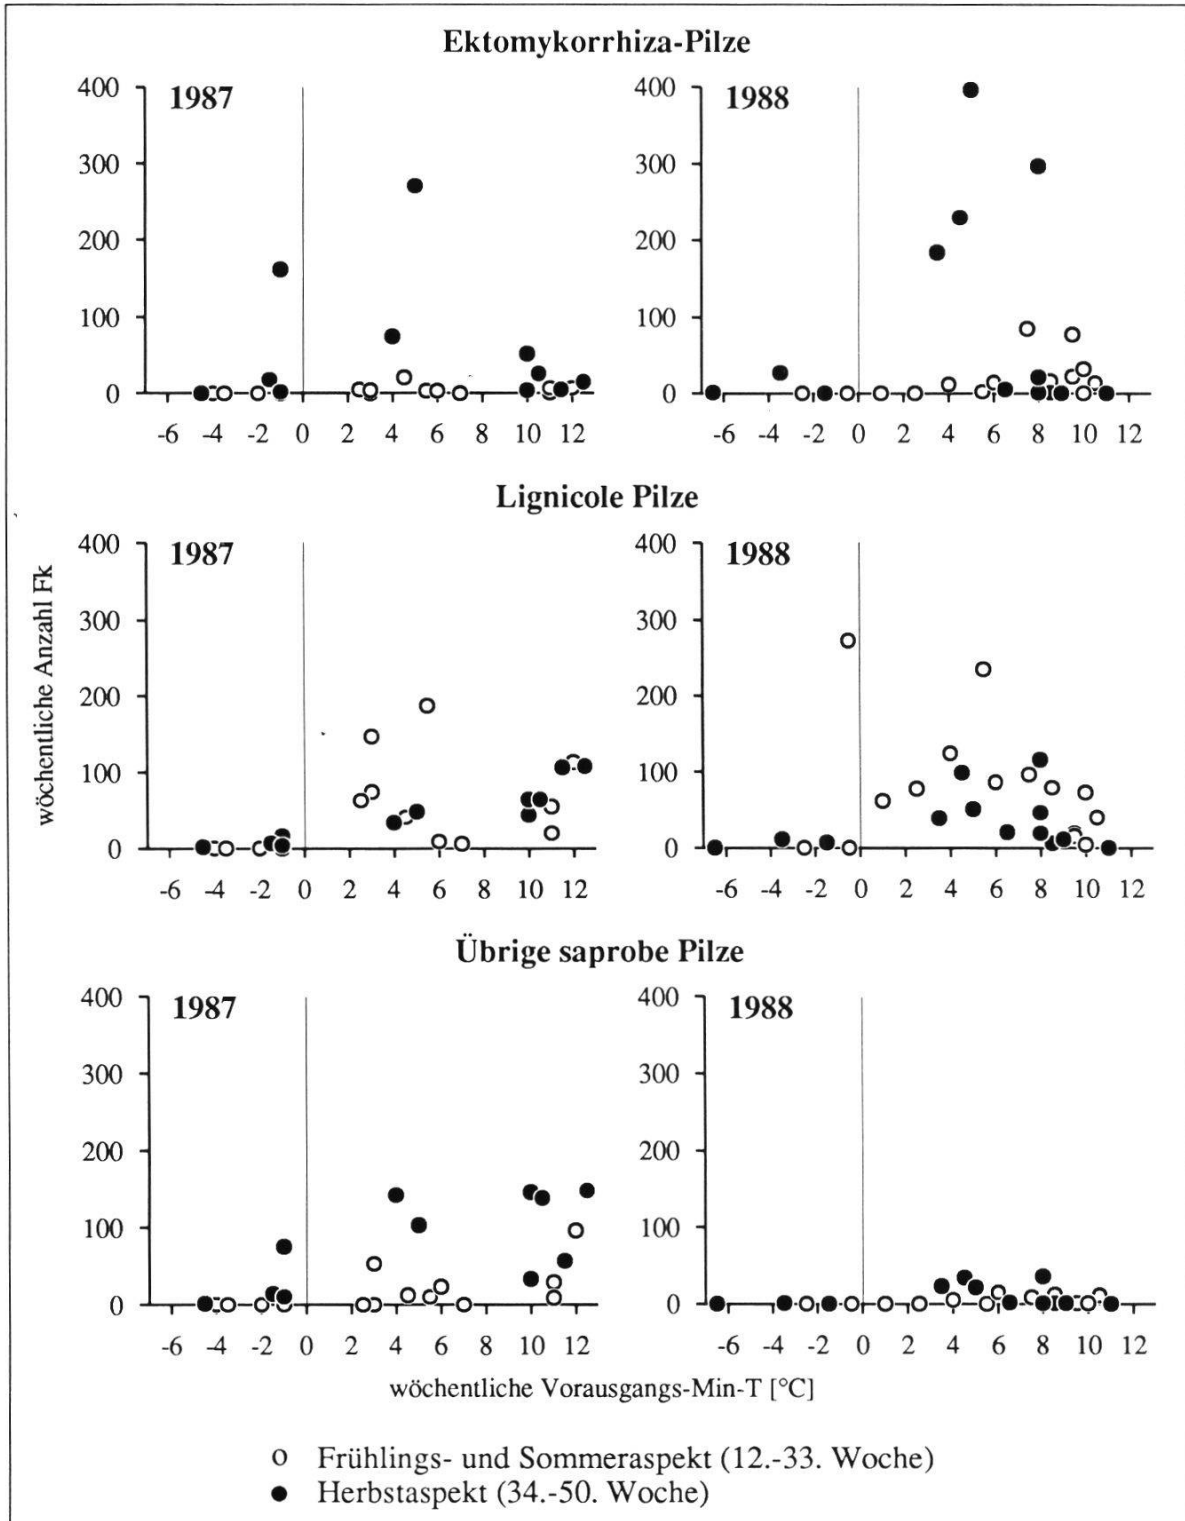 Ektomykorrhiza-Pilze
1987
400
300
200
100
0
-6 -4 -2 0 2 4 6 8 10 12
1988
400
300
200
100
0
-6 -4 -2 0 2 4 6 8 10 12
Lignicole Pilze
wöchentliche Anzahl Fk
1987
400
300
200
100
0
-6 -4 -2 0 2 4 6 8 10 12
1988
400
300
200
100
0
-6 -4 -2 0 2 4 6 8 10 12
Übrige saprobe Pilze
1987
400
300
200
100
0
-6 -4 -2 0 2 4 6 8 10 12
1988
400
300
200
100
0
-6 -4 -2 0 2 4 6 8 10 12
wöchentliche Vorausgangs-Min-T [°C]
Frühlings- und Sommeraspekt (12.-33. Woche)
Herbstaspekt (34.-50. Woche)